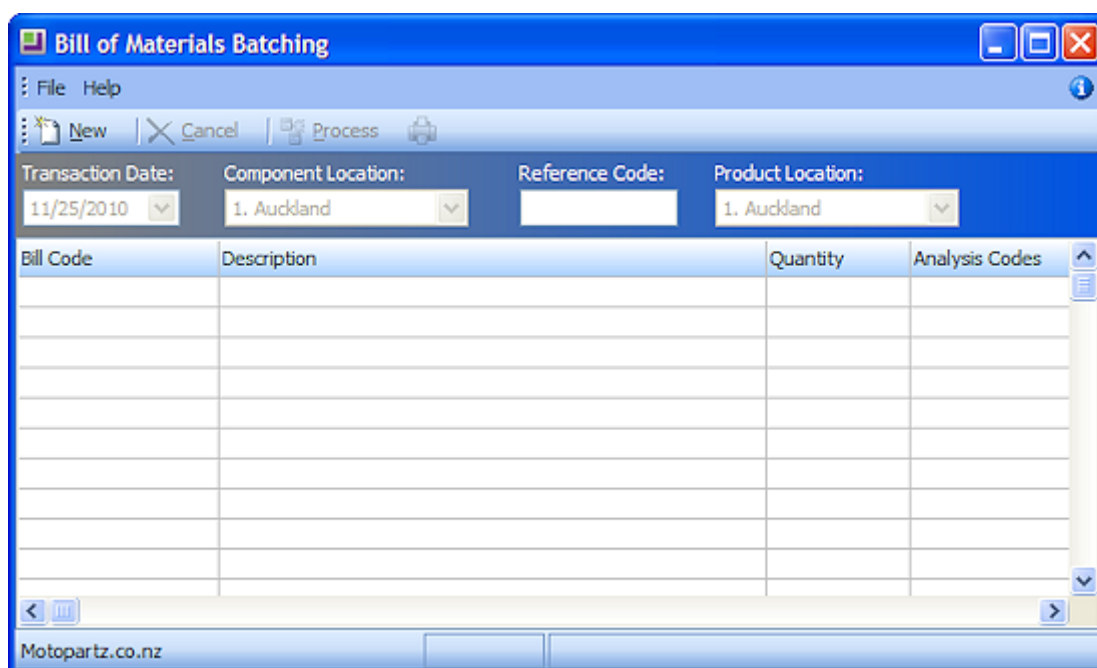 Bill of Materials Batching
File Help
New Cancel Process
Transaction Date: Component Location: Reference Code: Product Location:
11/25/2010 1. Auckland 1. Auckland
Bill Code Description Quantity Analysis Codes
Motopartz.co.nz